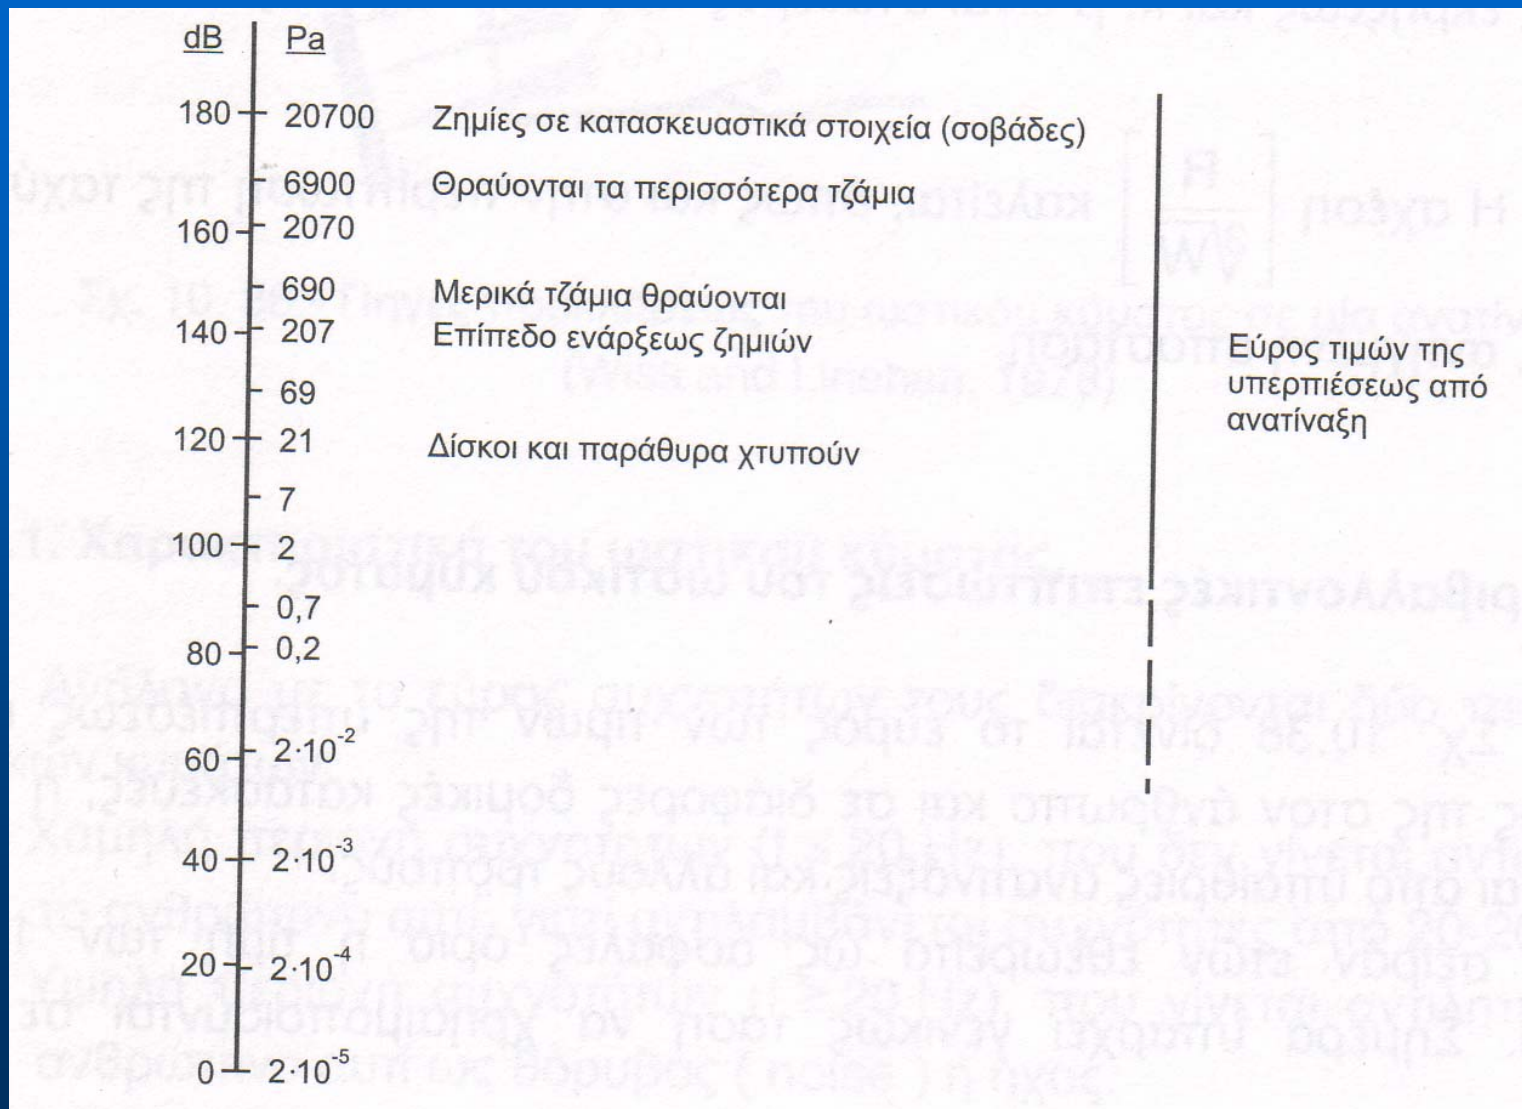 dB Pa
180 20700 Ζημίες σε κατασκευαστικά στοιχεία (σοβάδες)
6900 Θραύονται τα περισσότερα τζάμια
160 2070
690 Μερικά τζάμια θραύονται
140 207 Επίπεδο ενάρξεως ζημιών
69
120 21 Δίσκοι και παράθυρα χτυπούν
7
100 2
0,7
80 0,2
60 2·10⁻²
40 2·10⁻³
20 2·10⁻⁴
0 2·10⁻⁵
Εύρος τιμών της
υπερπιέσεως από
ανατίναξη